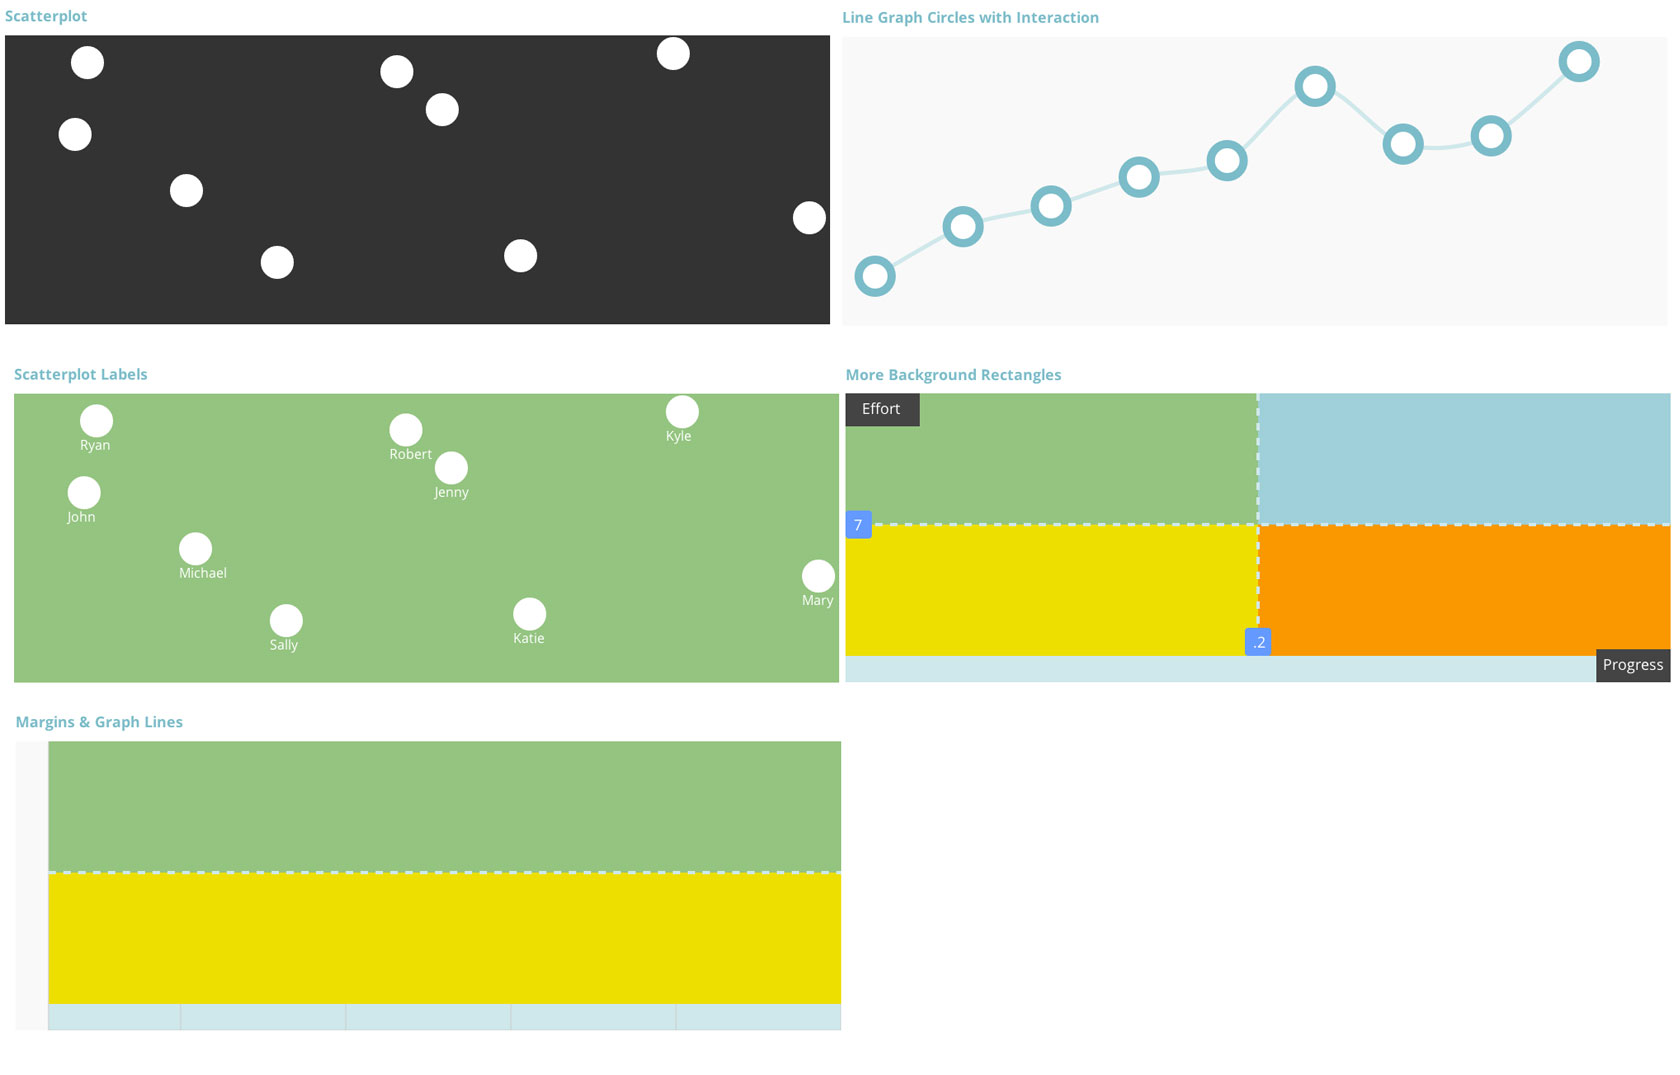 Scatterplot
Line Graph Circles with Interaction
Scatterplot Labels
Ryan
Robert
Kyle
Jenny
John
Michael
Mary
Katie
Sally
More Background Rectangles
Effort
7
.2
Progress
Margins & Graph Lines